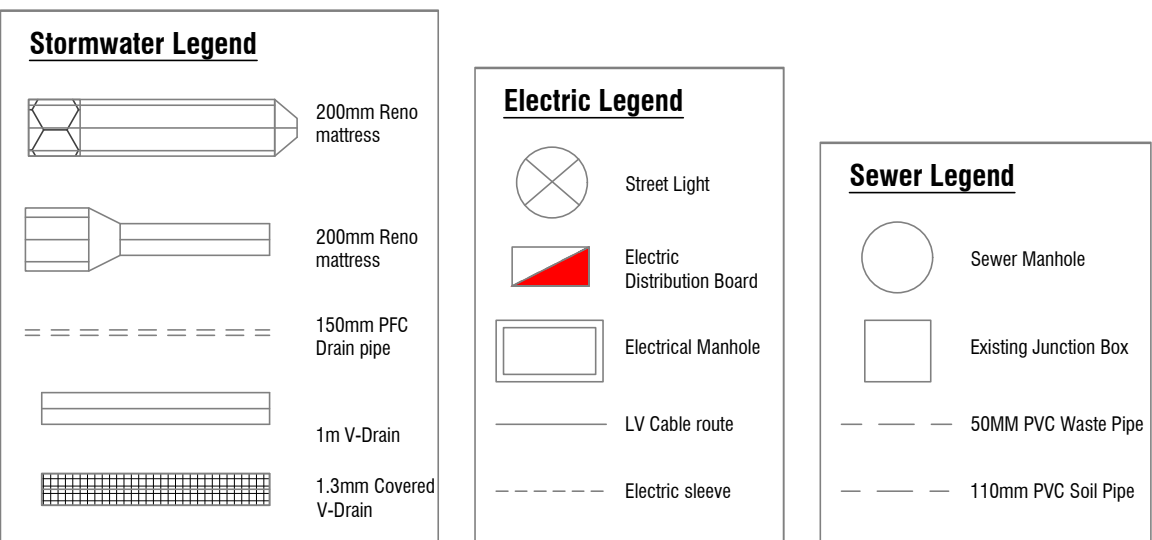 Stormwater Legend
200mm Reno
mattress
200mm Reno
mattress
150mm PFC
Drain pipe
1m V-Drain
1.3mm Covered
V-Drain
Electric Legend
Street Light
Electric
Distribution Board
Electrical Manhole
LV Cable route
Electric sleeve
Sewer Legend
Sewer Manhole
Existing Junction Box
50MM PVC Waste Pipe
110mm PVC Soil Pipe